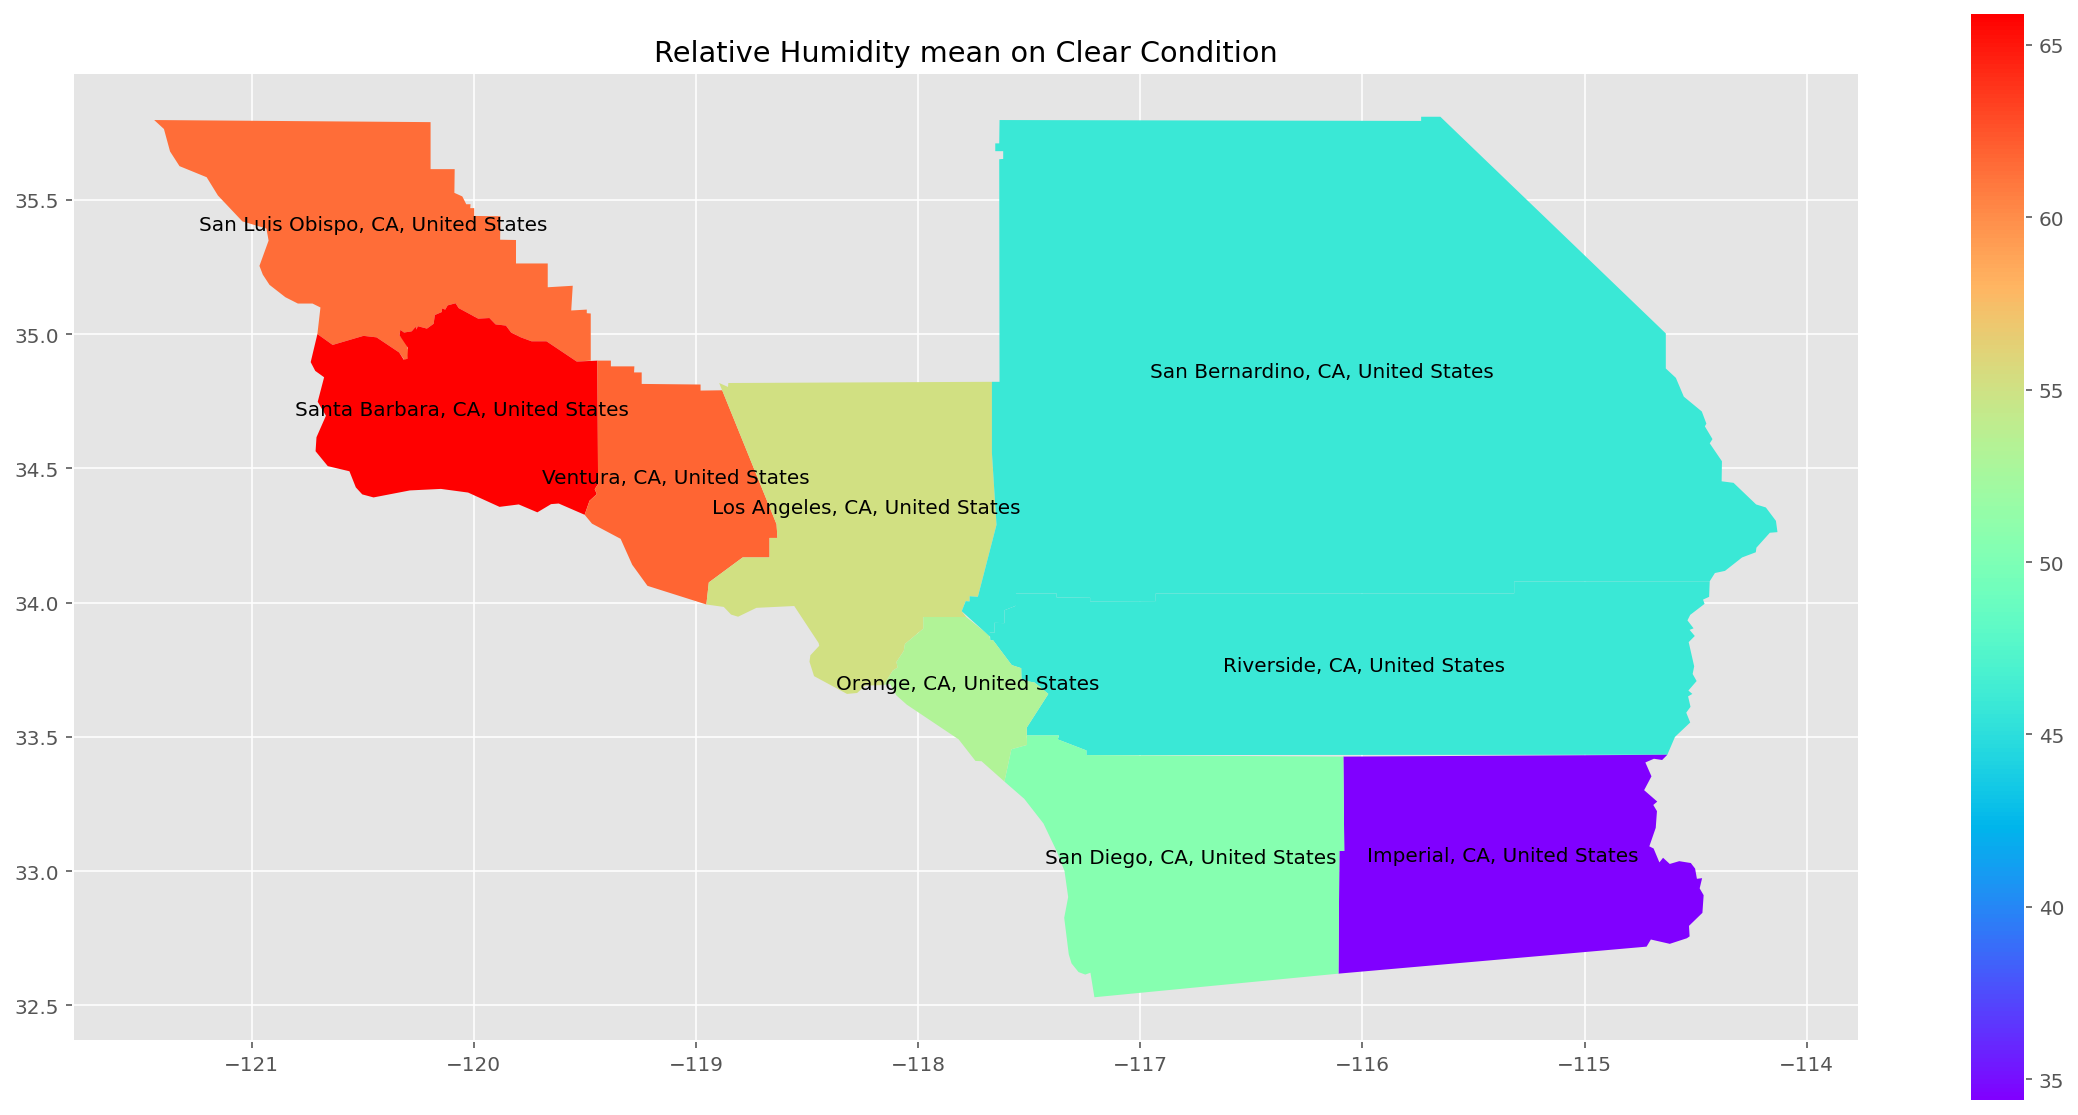 Relative Humidity mean on Clear Condition
65
60
55
50
45
40
35
35.5
35.0
34.5
34.0
33.5
33.0
32.5
San Luis Obispo, CA, United States
San Bernardino, CA, United States
Santa Barbara, CA, United States
Ventura, CA, United States
Los Angeles, CA, United States
Riverside, CA, United States
Orange, CA, United States
San Diego, CA, United States
Imperial, CA, United States
−121
−120
−119
−118
−117
−116
−115
−114